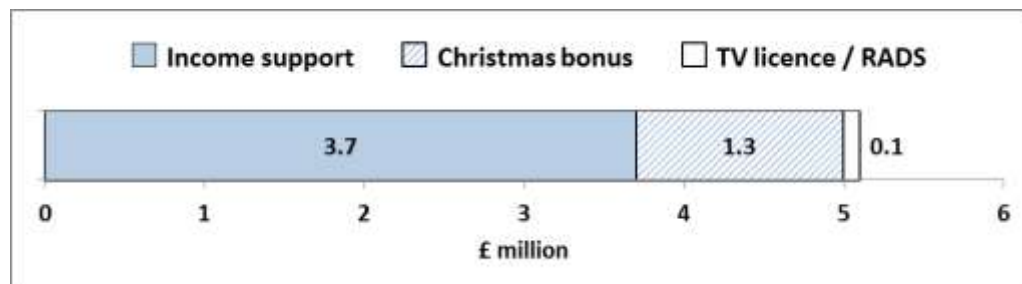 Income support Christmas bonus TV licence / RADS
3.7 1.3 0.1
0 1 2 3 4 5 6
£ million